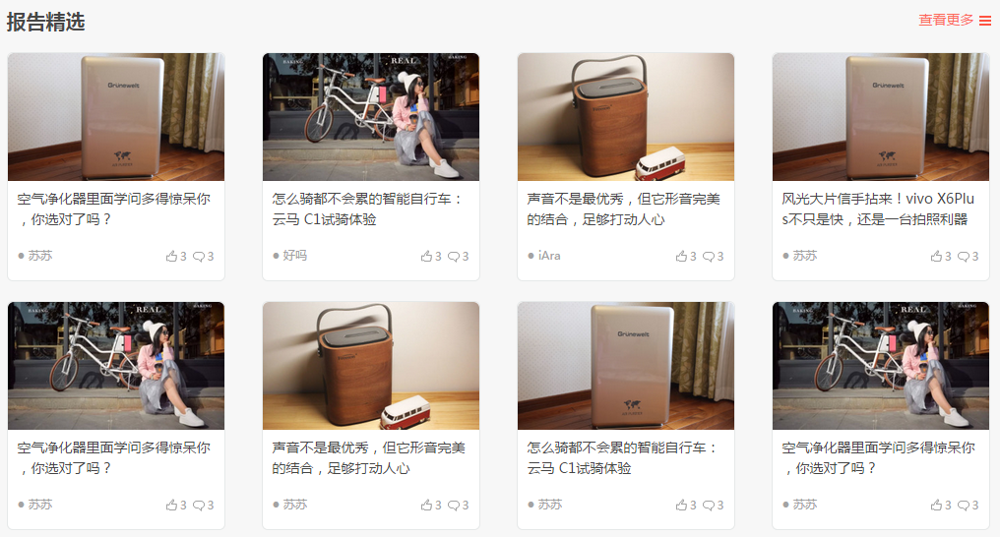 报告精选
查看更多
Grünewelt
BAKING
REAL
BAKING
Grünewelt
空气净化器里面学问多得惊呆你
，你选对了吗？
怎么骑都不会累的智能自行车：
云马 C1试骑体验
声音不是最优秀，但它形音完美
的结合，足够打动人心
风光大片信手拈来！vivo X6Plu
s不只是快，还是一台拍照利器
● 苏苏 3 3
● 好吗 3 3
● iAra 3 3
● 苏苏 3 3
BAKING
REAL
BAKING
Grünewelt
BAKING
REAL
BAKING
空气净化器里面学问多得惊呆你
，你选对了吗？
声音不是最优秀，但它形音完美
的结合，足够打动人心
怎么骑都不会累的智能自行车：
云马 C1试骑体验
空气净化器里面学问多得惊呆你
，你选对了吗？
● 苏苏 3 3
● 苏苏 3 3
● 苏苏 3 3
● 苏苏 3 3